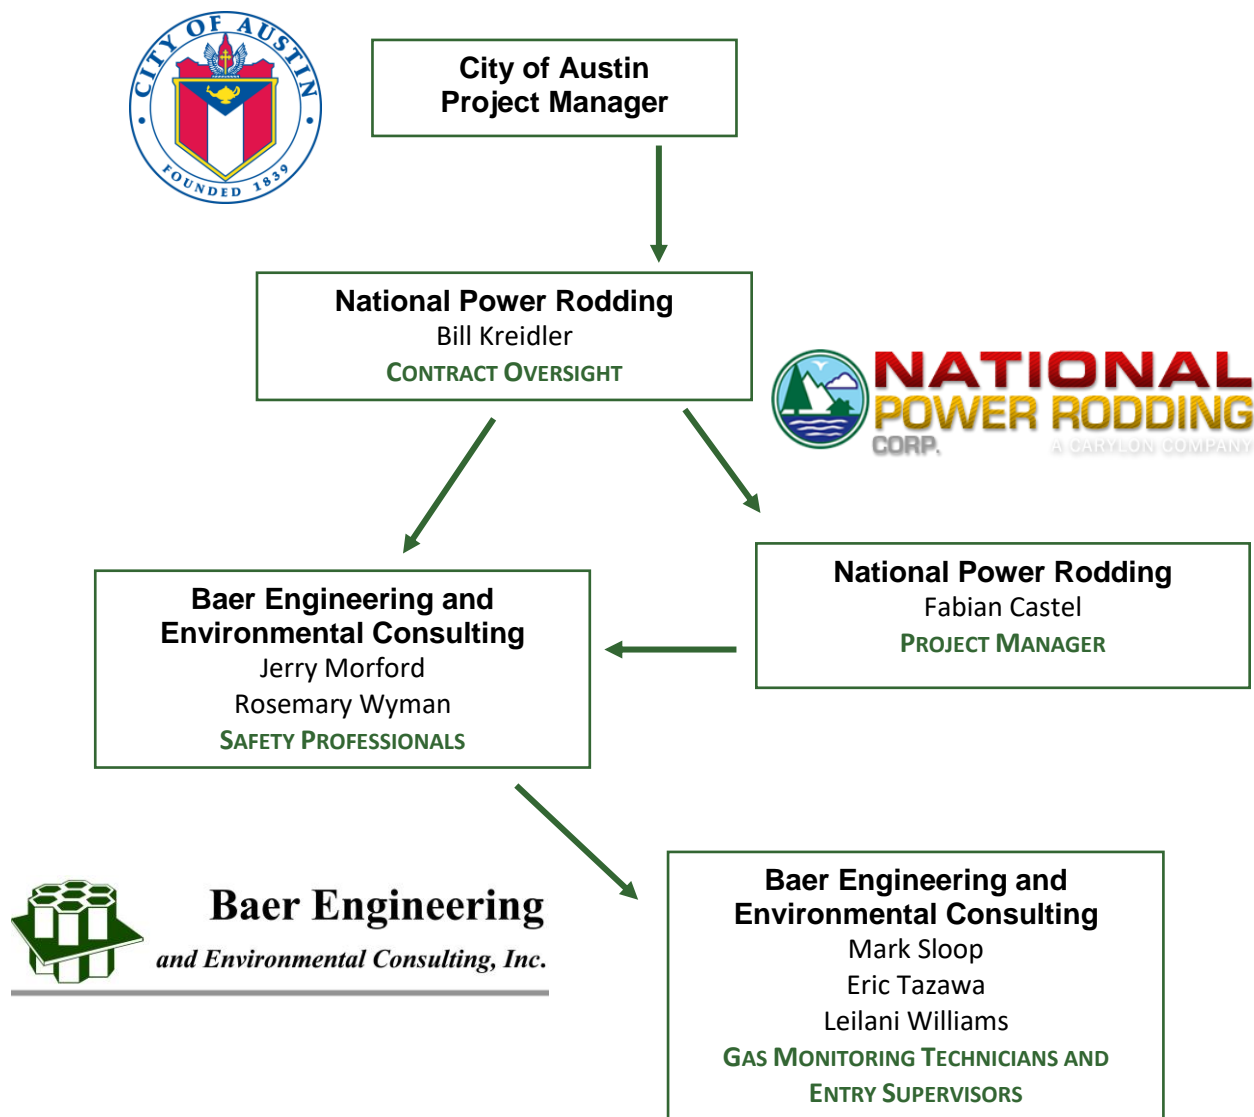 CITY OF AUSTIN
FOUNDED 1839
City of Austin
Project Manager
National Power Rodding
Bill Kreidler
CONTRACT OVERSIGHT
NATIONAL
POWER RODDING
CORP. A CARYLON COMPANY
National Power Rodding
Fabian Castel
PROJECT MANAGER
Baer Engineering and
Environmental Consulting
Jerry Morford
Rosemary Wyman
SAFETY PROFESSIONALS
Baer Engineering
and Environmental Consulting, Inc.
Baer Engineering and
Environmental Consulting
Mark Sloop
Eric Tazawa
Leilani Williams
GAS MONITORING TECHNICIANS AND
ENTRY SUPERVISORS